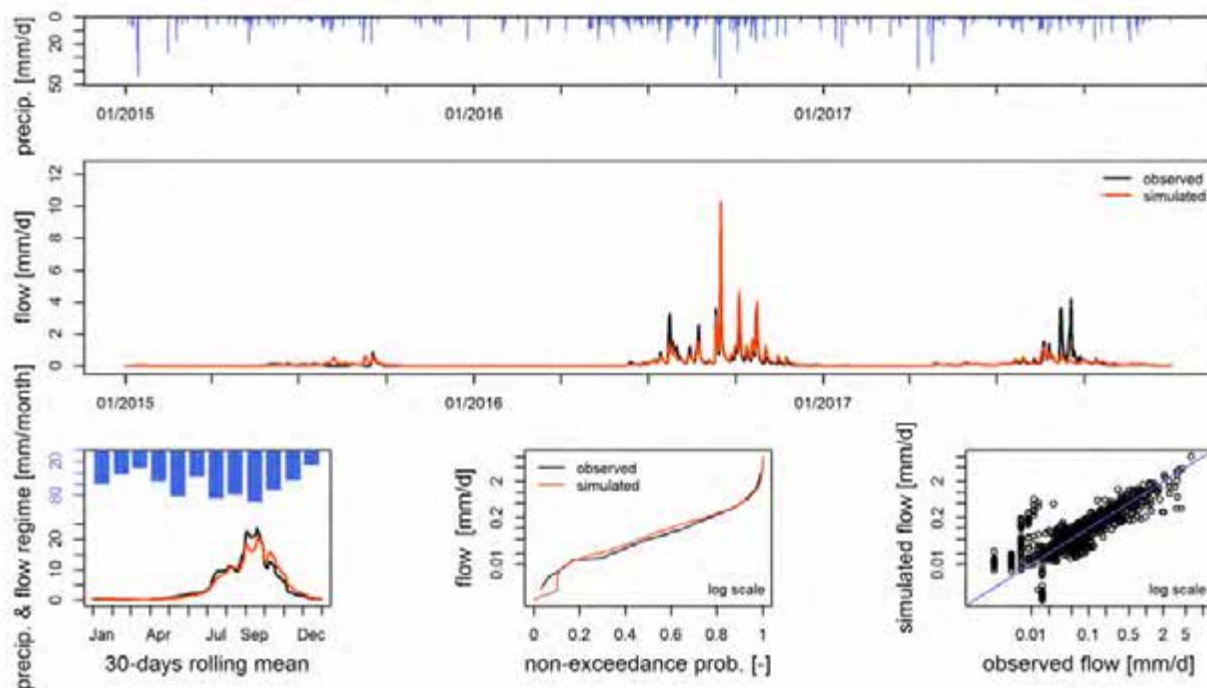 precip. [mm/d]
0
20
50
01/2015
01/2016
01/2017
flow [mm/d]
12
10
8
6
4
2
0
observed
simulated
01/2015
01/2016
01/2017
precip. & flow regime [mm/month]
20
80
20
10
0
Jan Apr Jul Sep Dec
30-days rolling mean
flow [mm/d]
2
0.2
0.01
observed
simulated
log scale
0 0.2 0.4 0.6 0.8 1
non-exceedance prob. [-]
simulated flow [mm/d]
2
0.2
0.01
log scale
0.01 0.1 0.5 2 5
observed flow [mm/d]